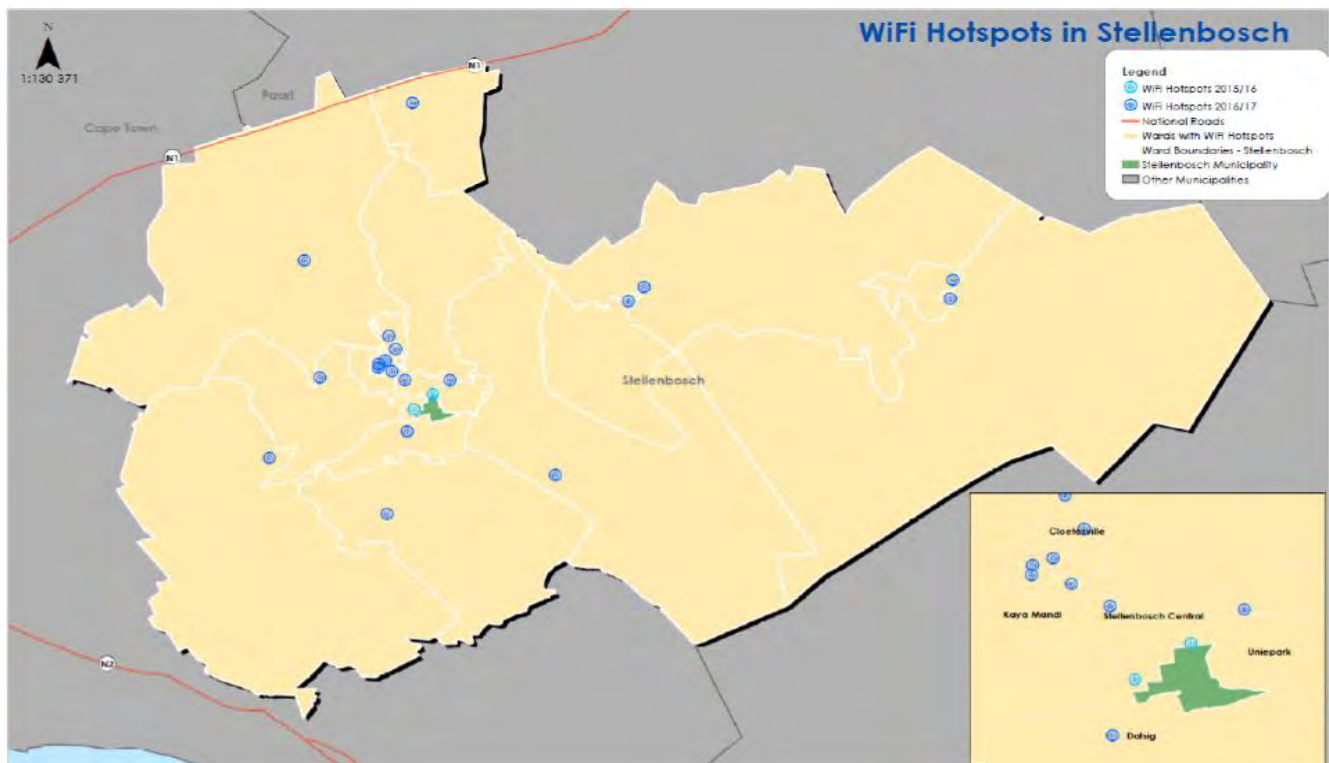 WiFi Hotspots in Stellenbosch
N
1:130 371
Legend
WiFi Hotspots 2015/16
WiFi Hotspots 2016/17
National Roads
Wards with WiFi Hotspots
Ward Boundaries - Stellenbosch
Stellenbosch Municipality
Other Municipalities
N1
Paarl
Cape Town
N1
Stellenbosch
N2
Cloetesville
Kaya Mandi
Stellenbosch Central
Uniepark
Dalsig